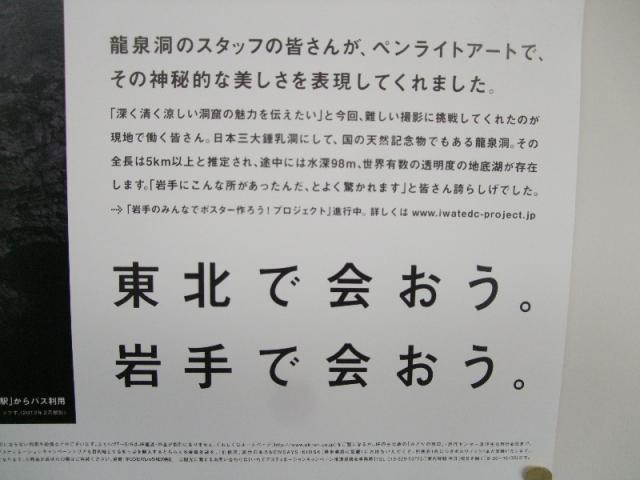 龍泉洞のスタッフの皆さんが、ペンライトアートで、
その神秘的な美しさを表現してくれました。
「深く清く涼しい洞窟の魅力を伝えたい」と今回、難しい撮影に挑戦してくれたのが
現地で働く皆さん。日本三大鍾乳洞にして、国の天然記念物でもある龍泉洞。その
全長は5km以上と推定され、途中には水深98m、世界有数の透明度の地底湖が存在
します。「岩手にこんな所があったんだ、とよく驚かれます」と皆さん誇らしげでした。
…>「岩手のみんなでポスター作ろう!プロジェクト」進行中。詳しくは www.iwatedc-project.jp
東北で会おう。
岩手で会おう。
駅」からバス利用